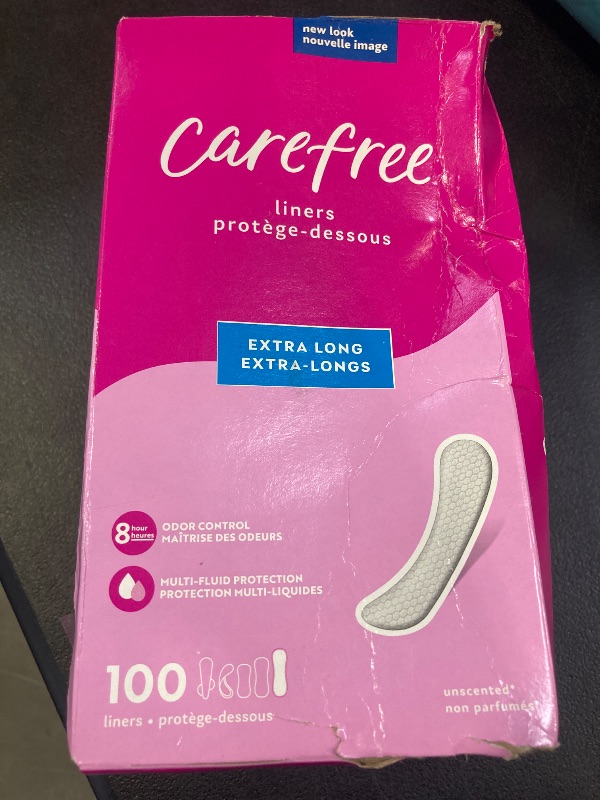 new look
nouvelle image
Carefree
liners
protège-dessous
EXTRA LONG
EXTRA-LONGS
8 hour
heures
ODOR CONTROL
MAÎTRISE DES ODEURS
MULTI-FLUID PROTECTION
PROTECTION MULTI-LIQUIDES
100
liners • protège-dessous
unscented*
non parfumés*